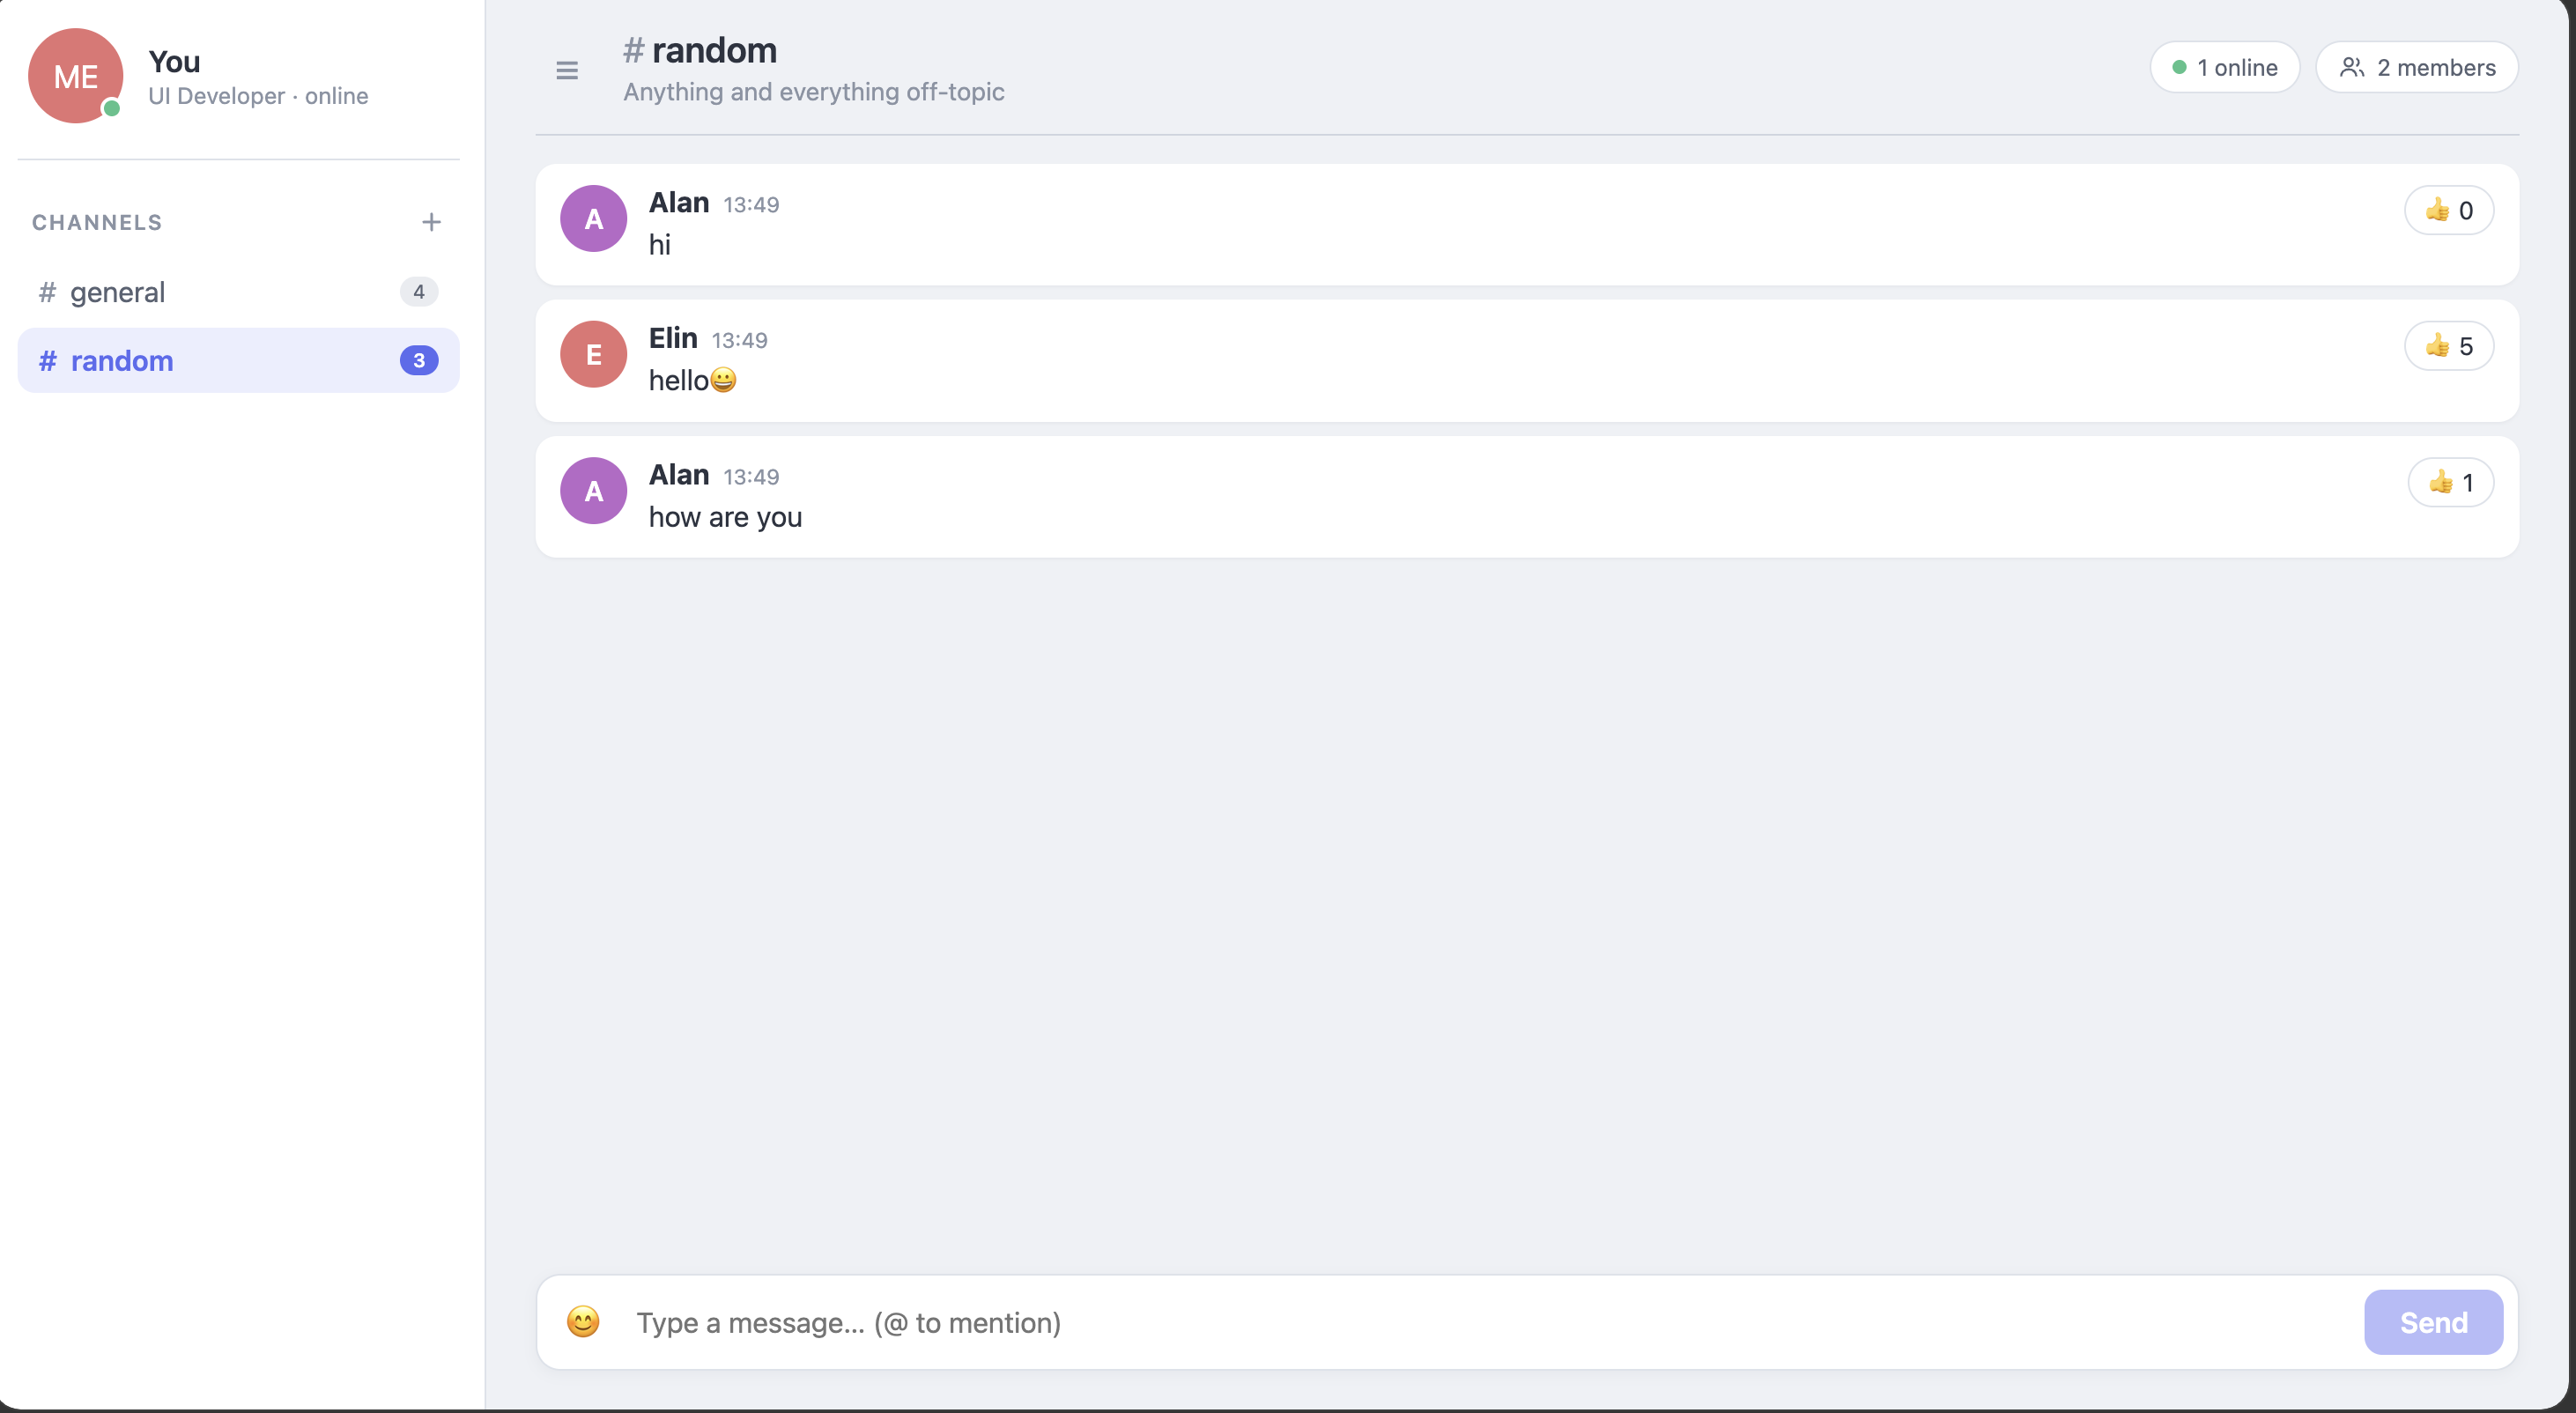 ME
You
UI Developer · online
CHANNELS +
# general 4
# random 3
# random
Anything and everything off-topic
1 online
2 members
A
Alan 13:49
hi
👍 0
E
Elin 13:49
hello😀
👍 5
A
Alan 13:49
how are you
👍 1
😊 Type a message... (@ to mention)
Send